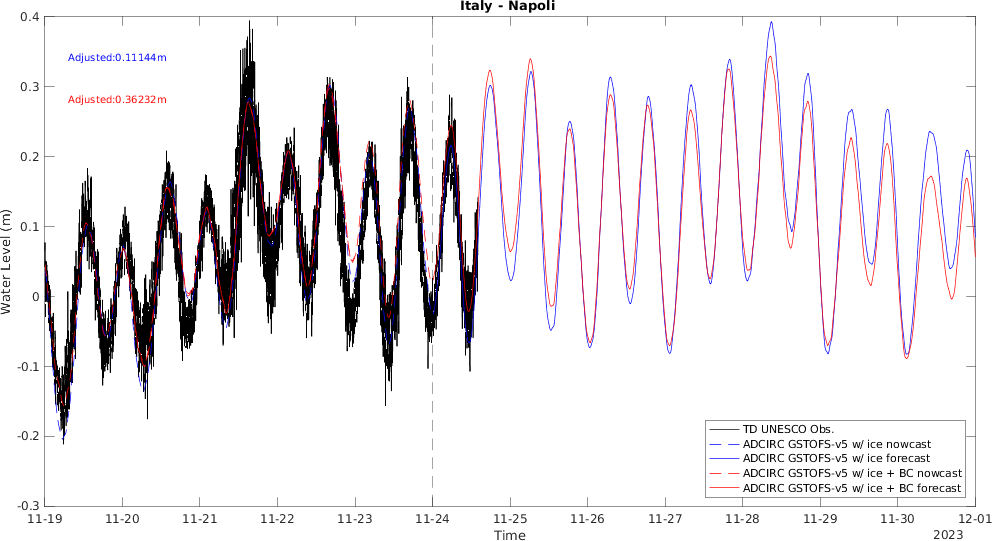 Italy - Napoli
Adjusted:0.11144m
Adjusted:0.36232m
Water Level (m)
0.4
0.3
0.2
0.1
0
-0.1
-0.2
-0.3
11-19
11-20
11-21
11-22
11-23
11-24
11-25
11-26
11-27
11-28
11-29
11-30
12-01
Time
2023
TD UNESCO Obs.
ADCIRC GSTOFS-v5 w/ ice nowcast
ADCIRC GSTOFS-v5 w/ ice forecast
ADCIRC GSTOFS-v5 w/ ice + BC nowcast
ADCIRC GSTOFS-v5 w/ ice + BC forecast